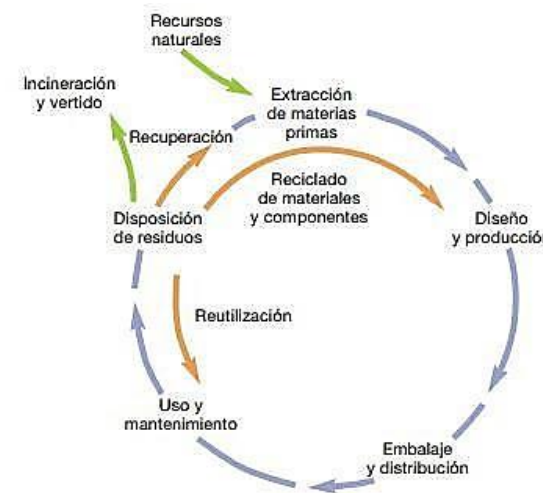 Recursos
naturales
Incineración
y vertido
Extracción
de materias
primas
Recuperación
Reciclado
de materiales
y componentes
Disposición
de residuos
Diseño
y producción
Reutilización
Uso y
mantenimiento
Embalaje
y distribución